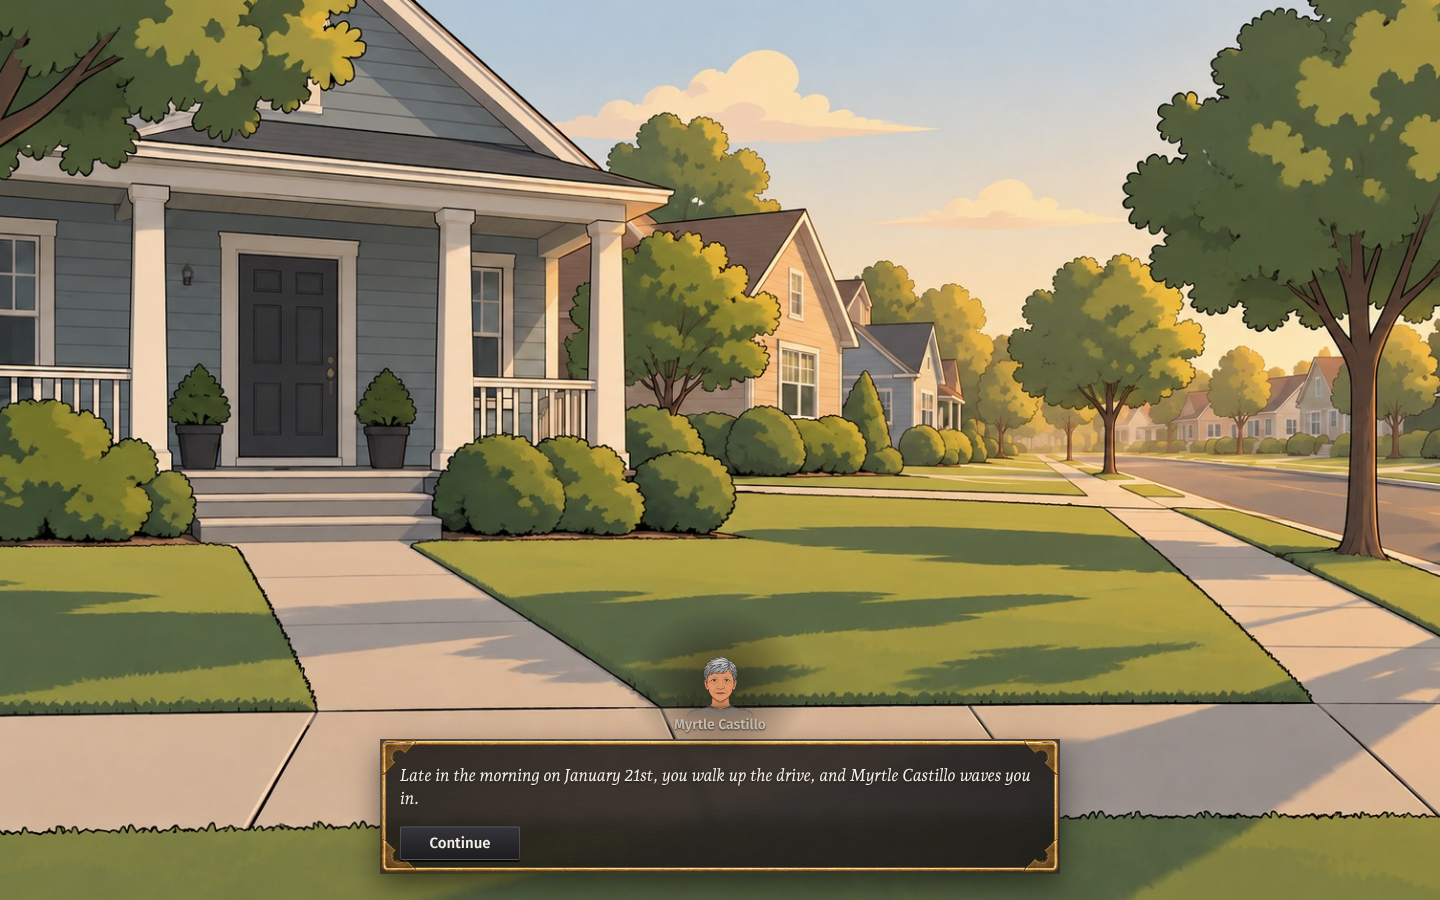 Myrtle Castillo
Late in the morning on January 21st, you walk up the drive, and Myrtle Castillo waves you
in.
Continue